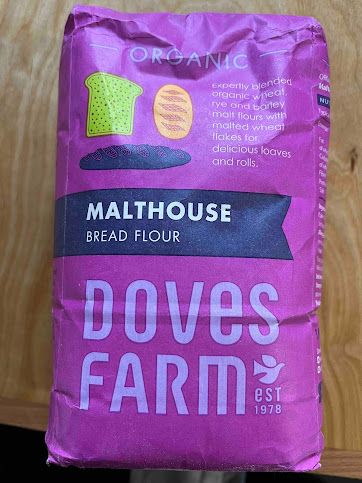 ORGANIC
expertly blended
organic wheat,
rye and barley
malt flours with
malted wheat
flakes for
delicious loaves
and rolls.
MALTHOUSE
BREAD FLOUR
DOVES
FARM
est
1978